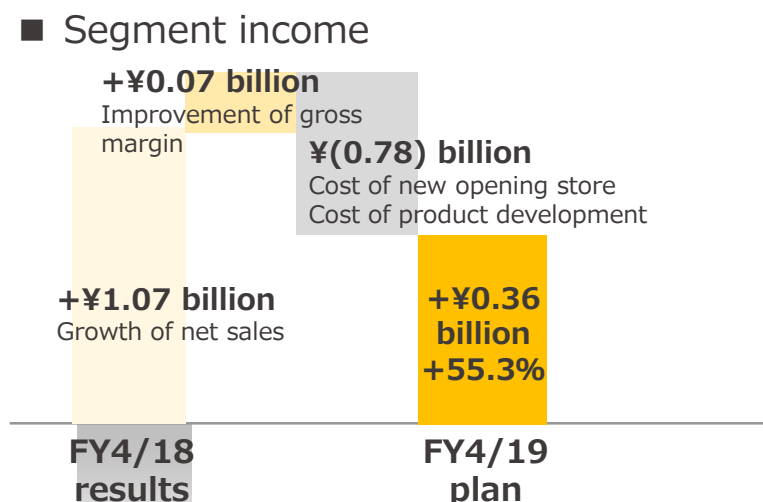 ■ Segment income
+¥0.07 billion
Improvement of gross
margin
¥(0.78) billion
Cost of new opening store
Cost of product development
+¥1.07 billion
Growth of net sales
+¥0.36
billion
+55.3%
FY4/18
results
FY4/19
plan